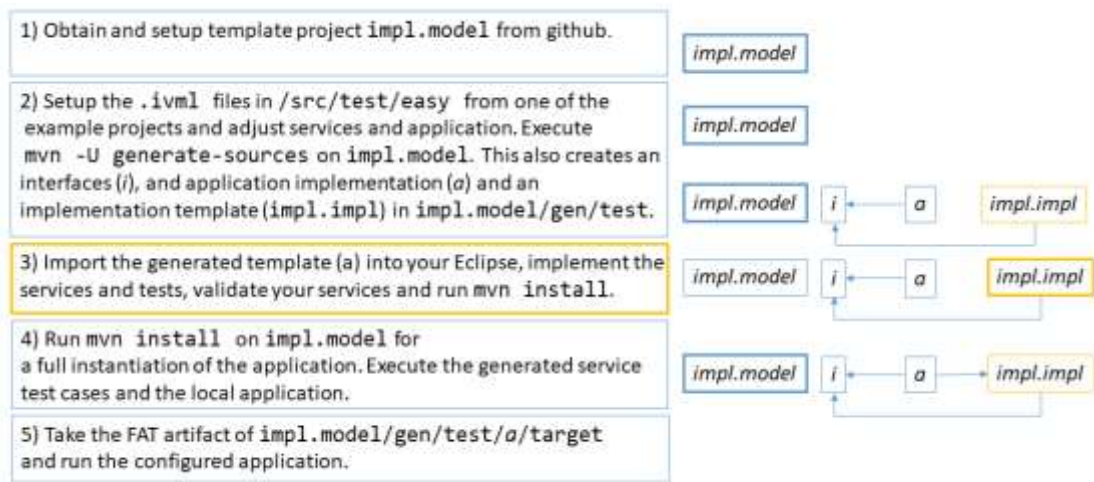 1) Obtain and setup template project impl.model from github.
impl.model
2) Setup the .ivml files in /src/test/easy from one of the
example projects and adjust services and application. Execute
mvn -U generate-sources on impl.model. This also creates an
interfaces (i), and application implementation (a) and an
implementation template (impl.impl) in impl.model/gen/test.
impl.model
impl.model i a impl.impl
3) Import the generated template (a) into your Eclipse, implement the
services and tests, validate your services and run mvn install.
impl.model i a impl.impl
4) Run mvn install on impl.model for
a full instantiation of the application. Execute the generated service
test cases and the local application.
impl.model i a impl.impl
5) Take the FAT artifact of impl.model/gen/test/a/target
and run the configured application.